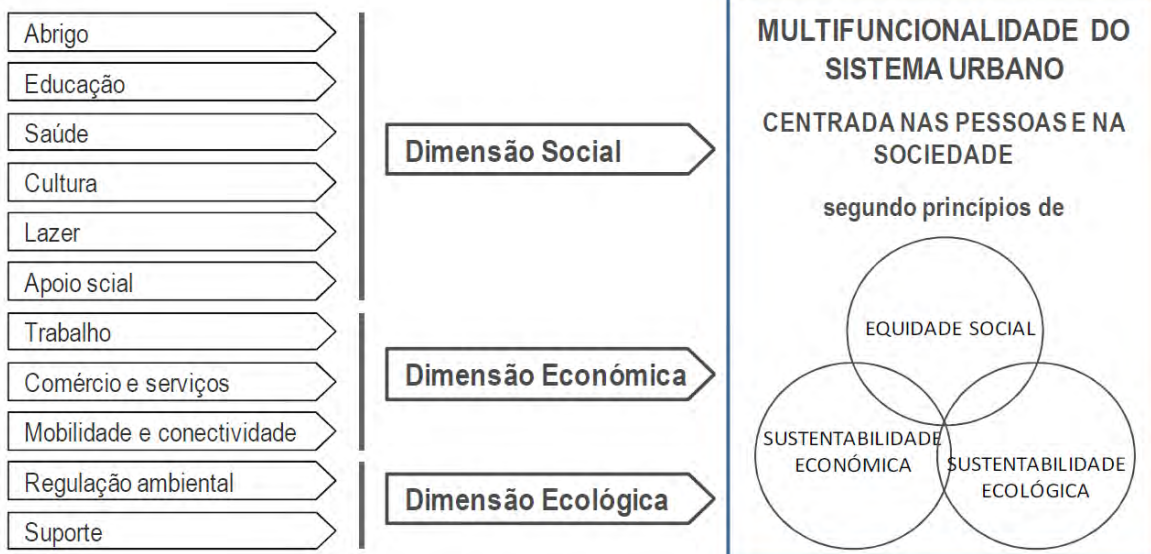 Abrigo
Educação
Saúde
Cultura
Lazer
Apoio scial
Trabalho
Comércio e serviços
Mobilidade e conectividade
Regulação ambiental
Suporte
Dimensão Social
Dimensão Económica
Dimensão Ecológica
MULTIFUNCIONALIDADE DO
SISTEMA URBANO
CENTRADA NAS PESSOAS E NA
SOCIEDADE
segundo princípios de
EQUIDADE SOCIAL
SUSTENTABILIDADE
ECONÓMICA
SUSTENTABILIDADE
ECOLÓGICA